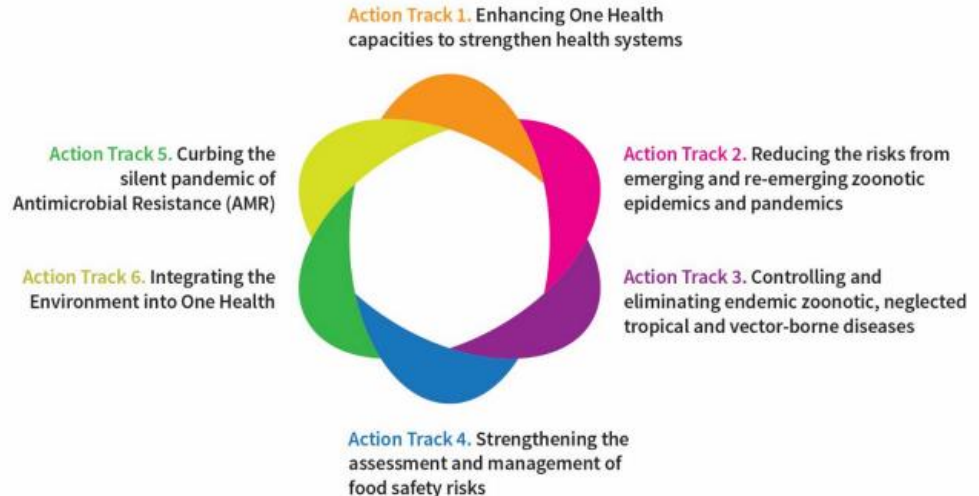 Action Track 1. Enhancing One Health
capacities to strengthen health systems
Action Track 5. Curbing the
silent pandemic of
Antimicrobial Resistance (AMR)
Action Track 2. Reducing the risks from
emerging and re-emerging zoonotic
epidemics and pandemics
Action Track 6. Integrating the
Environment into One Health
Action Track 3. Controlling and
eliminating endemic zoonotic, neglected
tropical and vector-borne diseases
Action Track 4. Strengthening the
assessment and management of
food safety risks